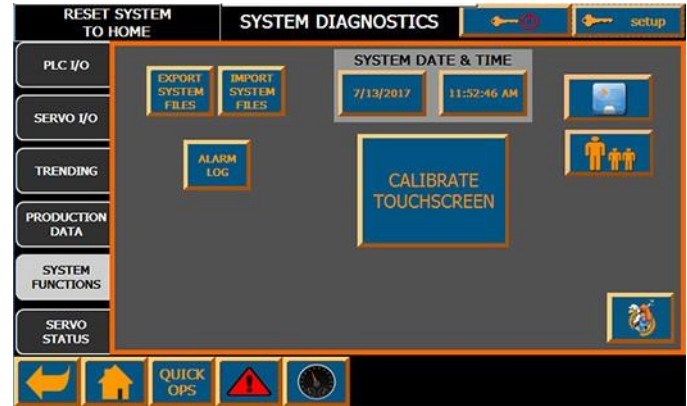 RESET SYSTEM
TO HOME
SYSTEM DIAGNOSTICS
setup
PLC I/O
SERVO I/O
TRENDING
PRODUCTION
DATA
SYSTEM
FUNCTIONS
SERVO
STATUS
EXPORT
SYSTEM
FILES
IMPORT
SYSTEM
FILES
SYSTEM DATE & TIME
7/13/2017
11:52:46 AM
ALARM
LOG
CALIBRATE
TOUCHSCREEN
QUICK
OPS